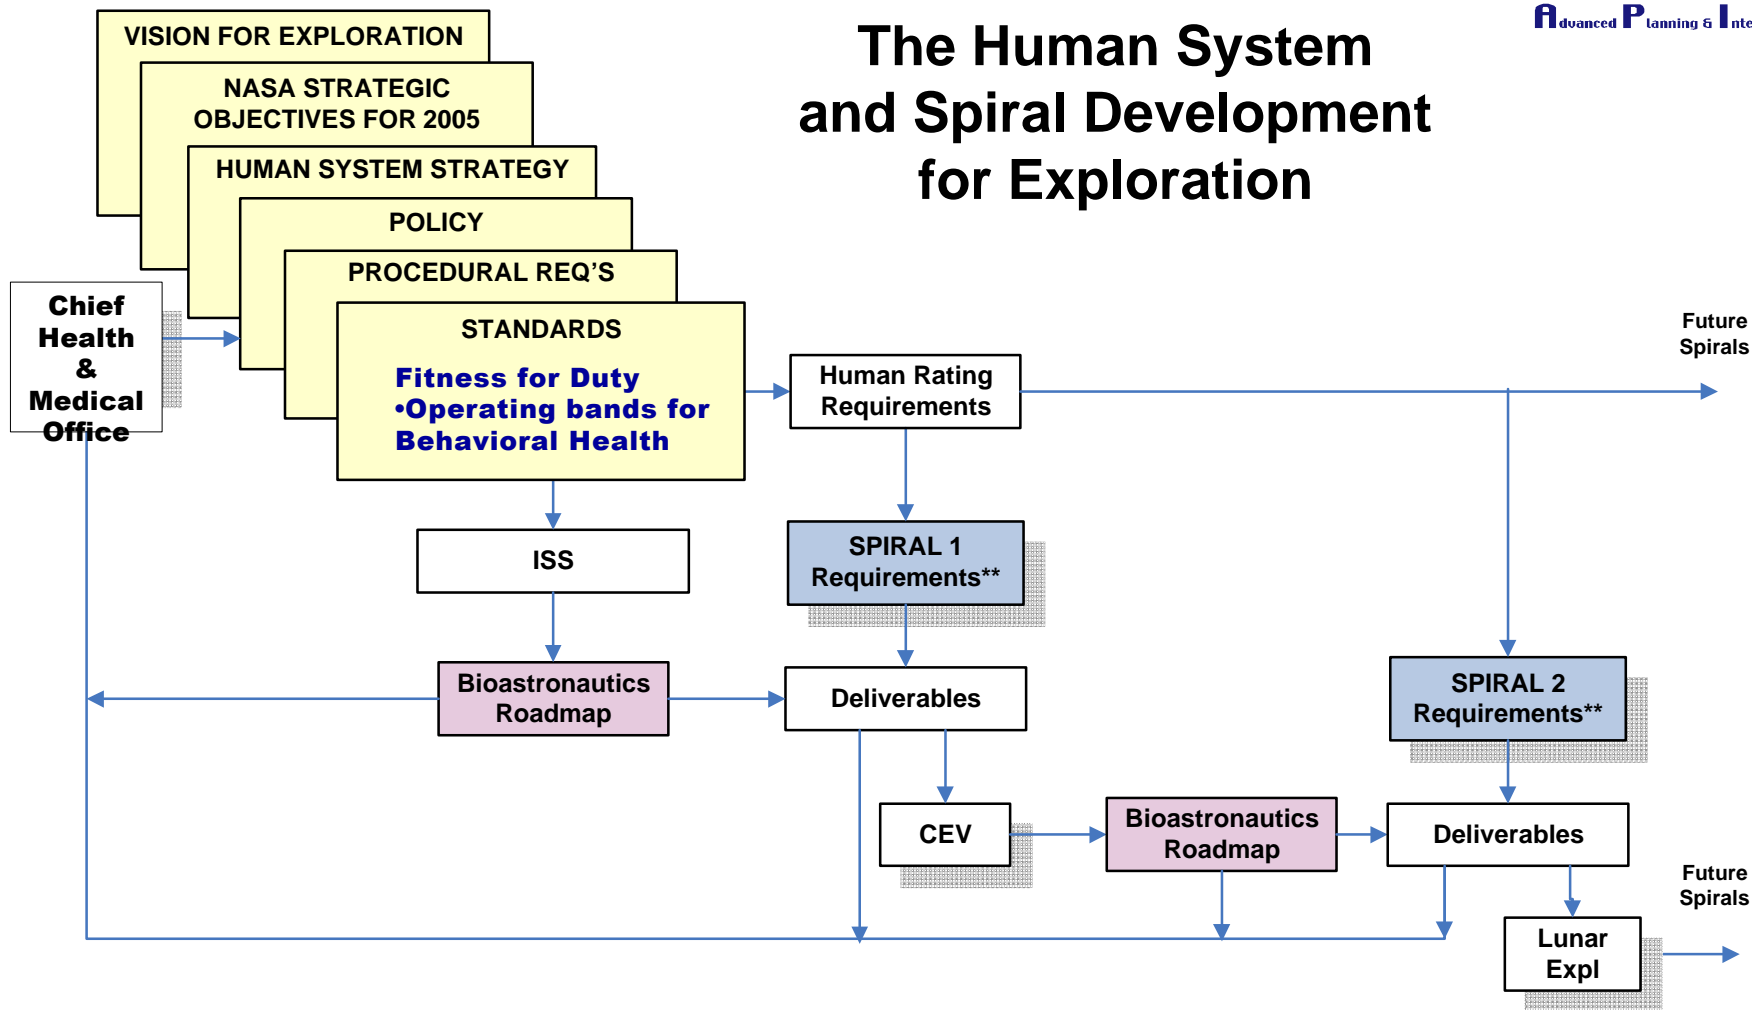 Advanced Planning &
The Human System
and Spiral Development
for Exploration
VISION FOR EXPLORATION
NASA STRATEGIC
OBJECTIVES FOR 2005
HUMAN SYSTEM STRATEGY
POLICY
PROCEDURAL REQ’S
STANDARDS
Fitness for Duty
•Operating bands for
Behavioral Health
Chief
Health
&
Medical
Office
Human Rating
Requirements
Future
Spirals
ISS
SPIRAL 1
Requirements**
Bioastronautics
Roadmap
Deliverables
SPIRAL 2
Requirements**
CEV
Bioastronautics
Roadmap
Deliverables
Future
Spirals
Lunar
Expl